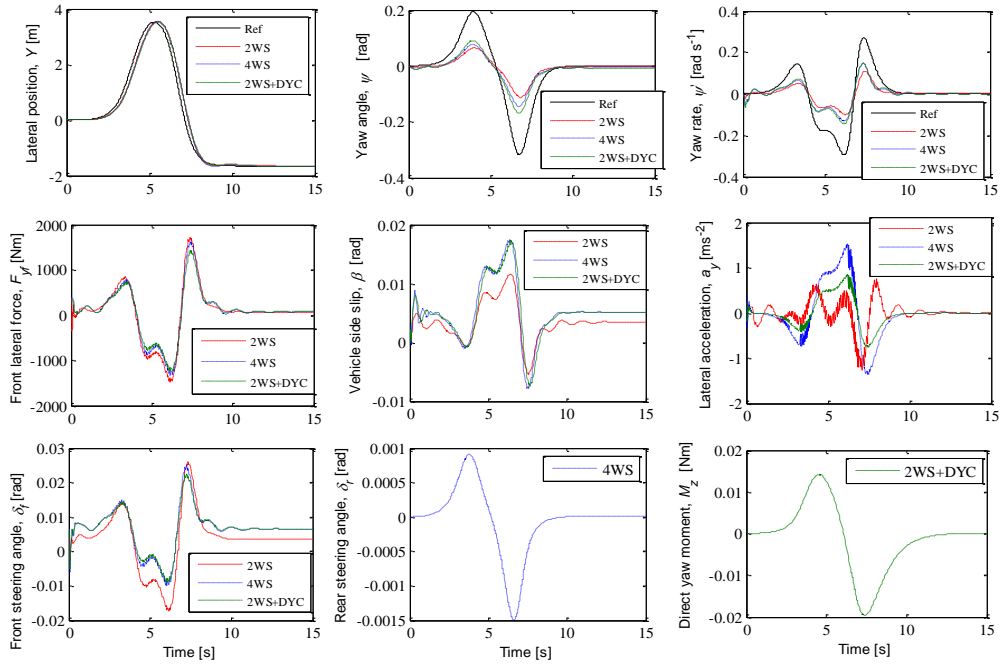 Lateral position, Y [m]
4
2
0
-2
0 5 10 15
Ref
2WS
4WS
2WS+DYC
Yaw angle, ψ [rad]
0.2
0
-0.2
-0.4
0 5 10 15
Ref
2WS
4WS
2WS+DYC
Yaw rate, ψ' [rad s-1]
0.4
0.2
0
-0.2
-0.4
0 5 10 15
Ref
2WS
4WS
2WS+DYC
Front lateral force, Fyf [Nm]
2000
1000
0
-1000
-2000
0 5 10 15
2WS
4WS
2WS+DYC
Vehicle side slip, β [rad]
0.02
0.01
0
-0.01
0 5 10 15
2WS
4WS
2WS+DYC
Lateral acceleration, ay [ms-2]
2
1
0
-1
-2
0 5 10 15
2WS
4WS
2WS+DYC
Front steering angle, δf [rad]
0.03
0.02
0.01
0
-0.01
-0.02
0 5 10 15
Time [s]
2WS
4WS
2WS+DYC
Rear steering angle, δr [rad]
0.001
0.0005
0
-0.0005
-0.001
-0.0015
0 5 10 15
Time [s]
4WS
Direct yaw moment, Mz [Nm]
0.02
0.01
0
-0.01
-0.02
0 5 10 15
Time [s]
2WS+DYC